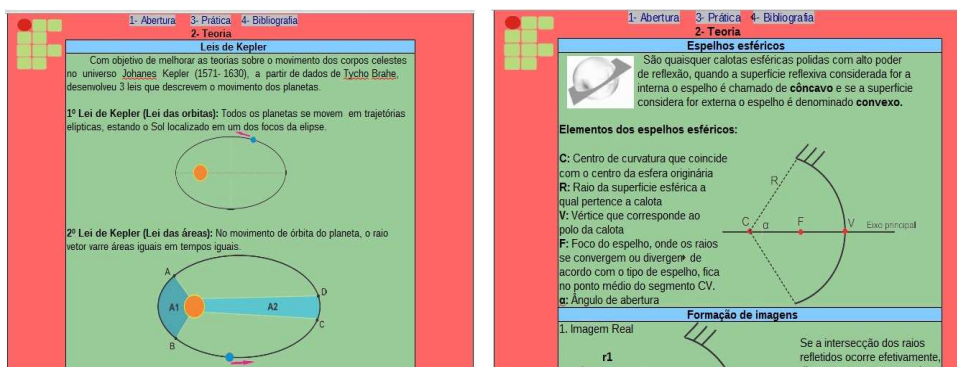 1- Abertura 3- Prática 4- Bibliografia
2- Teoria
Leis de Kepler
Com objetivo de melhorar as teorias sobre o movimento dos corpos celestes
no universo Johanes Kepler (1571- 1630), a partir de dados de Tycho Brahe,
desenvolveu 3 leis que descrevem o movimento dos planetas.
1º Lei de Kepler (Lei das orbitas): Todos os planetas se movem em trajetórias
elípticas, estando o Sol localizado em um dos focos da elipse.
2º Lei de Kepler (Lei das áreas): No movimento de órbita do planeta, o raio
vetor varre áreas iguais em tempos iguais.
A
D
A1
A2
C
B
1- Abertura 3- Prática 4- Bibliografia
2- Teoria
Espelhos esféricos
São quaisquer calotas esféricas polidas com alto poder
de reflexão, quando a superfície reflexiva considerada for a
interna o espelho é chamado de côncavo e se a superfície
considera for externa o espelho é denominado convexo.
Elementos dos espelhos esféricos:
C: Centro de curvatura que coincide
com o centro da esfera originária
R: Raio da superfície esférica a
qual pertence a calota
V: Vértice que corresponde ao
polo da calota
F: Foco do espelho, onde os raios
se convergem ou divergem de
acordo com o tipo de espelho, fica
no ponto médio do segmento CV.
α: Ângulo de abertura
R
C α F V Eixo principal
Formação de imagens
1. Imagem Real
Se a intersecção dos raios
r1
refletidos ocorre efetivamente,